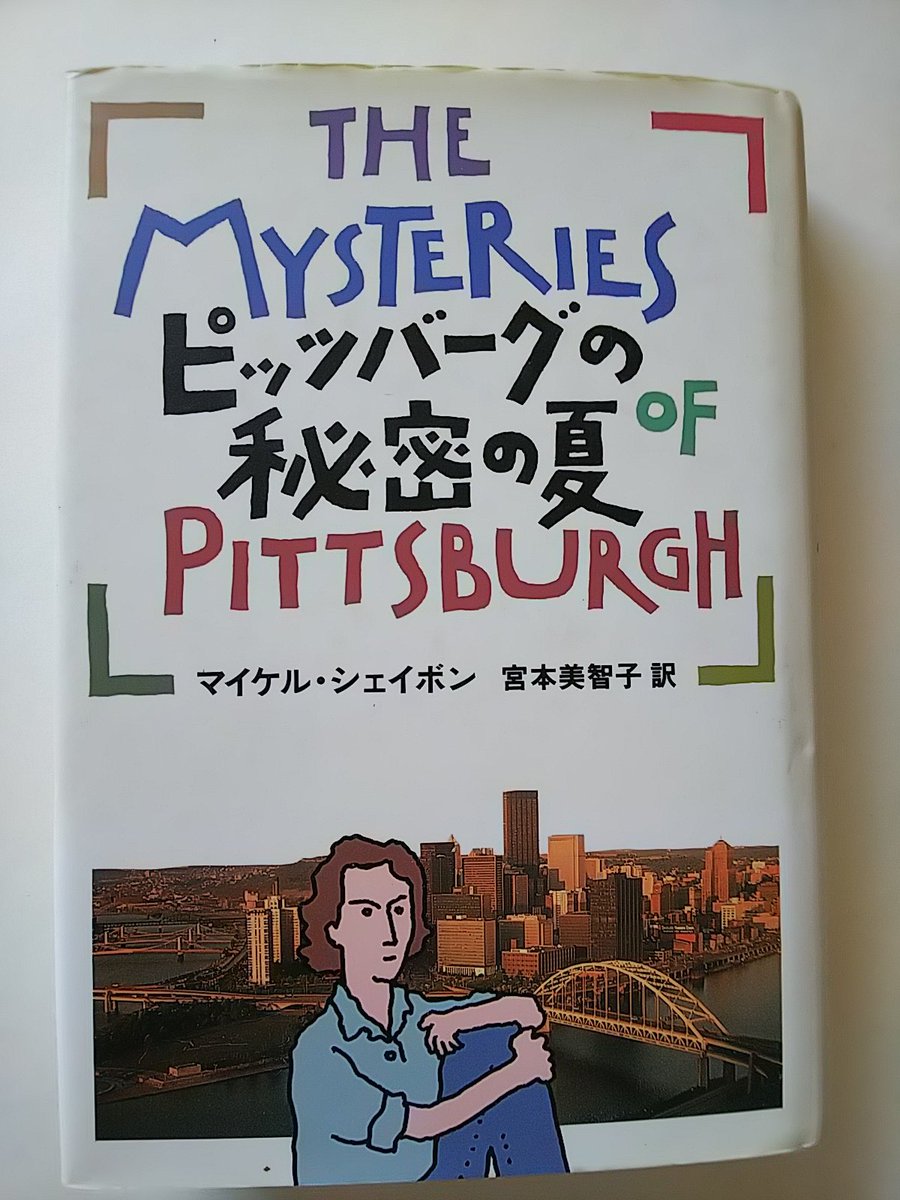 THE
MYSTERIES
ピッツバーグの
OF
秘密の夏
PITTSBURGH
マイケル・シェイボン 宮本美智子 訳